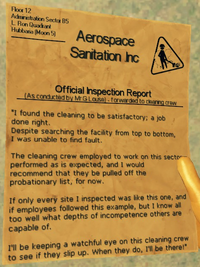 Floor 12
Administration Sector 85
L. Ron Quadrant
Hubbaria (Moon 5)
Aerospace
Sanitation Inc
Official Inspection Report
(As conducted by Mr G Louise) - forwarded to cleaning crew
"I found the cleaning to be satisfactory; a job
done right.
Despite searching the facility from top to bottom,
I was unable to find fault.
The cleaning crew employed to work on this sector
performed as is expected, and I would
recommend that they be pulled off the
probationary list, for now.
If only every site I inspected was like this one, and
if employees followed this example, but I know all
too well what depths of incompetence others are
capable of.
I'll be keeping a watchful eye on this cleaning crew
to see if they slip up. When they do, I'll be there!"